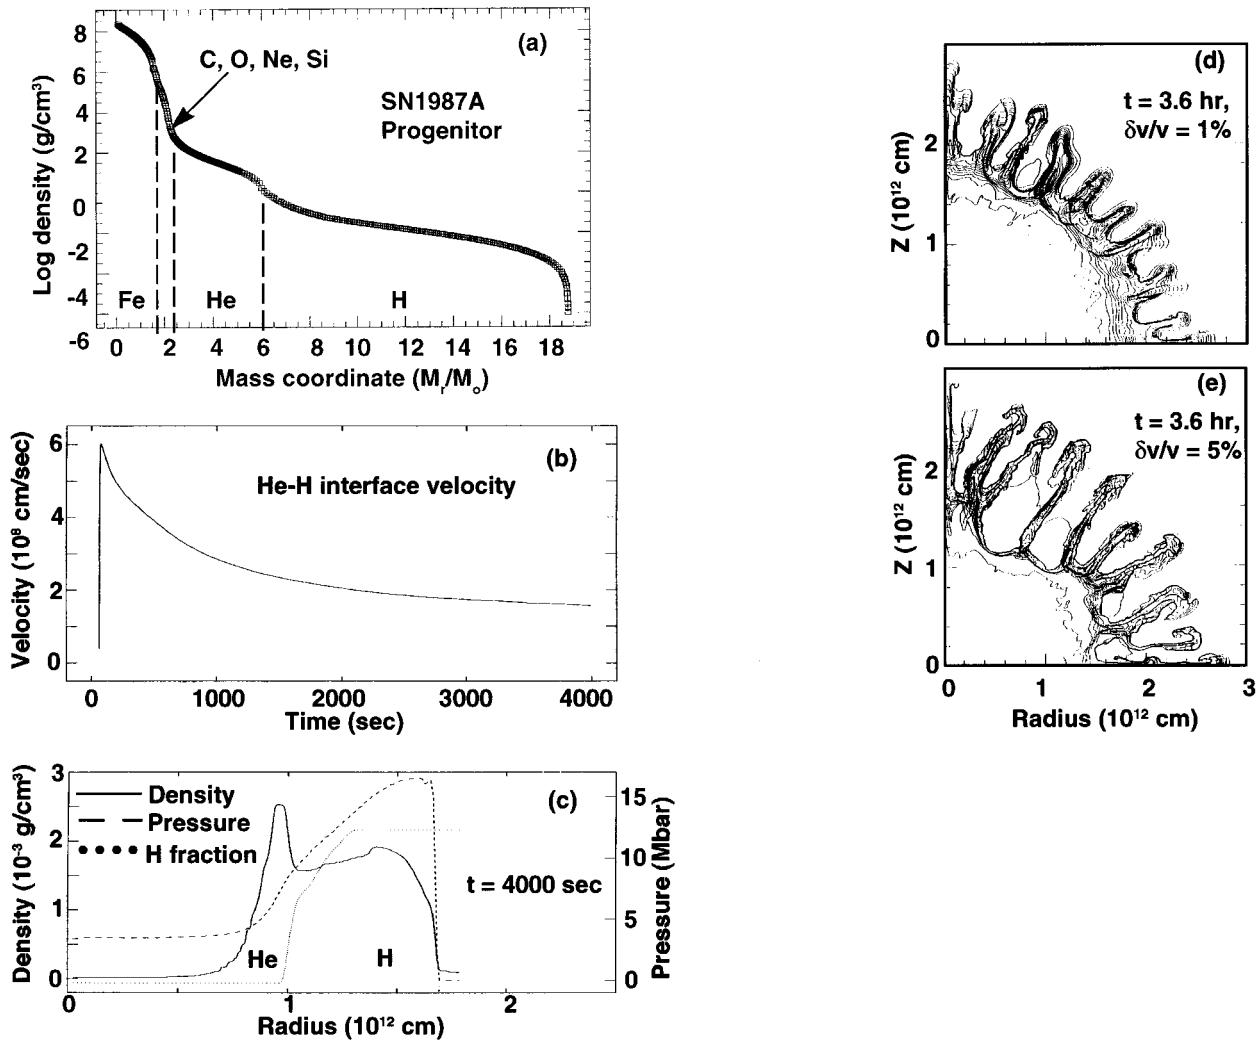 (a)
C, O, Ne, Si
SN1987A
Progenitor
Log density (g/cm³)
8
6
4
2
0
-2
-4
-6
Fe
He
H
0 2 4 6 8 10 12 14 16 18
Mass coordinate (Mᵣ/Mₒ)
(b)
He-H interface velocity
Velocity (10⁸ cm/sec)
6
4
2
0
0 1000 2000 3000 4000
Time (sec)
(c)
Density
Pressure
H fraction
t = 4000 sec
He
H
Density (10⁻³ g/cm³)
3
2
1
0
Pressure (Mbar)
15
10
5
0
0 1 2
Radius (10¹² cm)
(d)
t = 3.6 hr,
δv/v = 1%
Z (10¹² cm)
2
1
0
(e)
t = 3.6 hr,
δv/v = 5%
Z (10¹² cm)
2
1
0
0 1 2 3
Radius (10¹² cm)